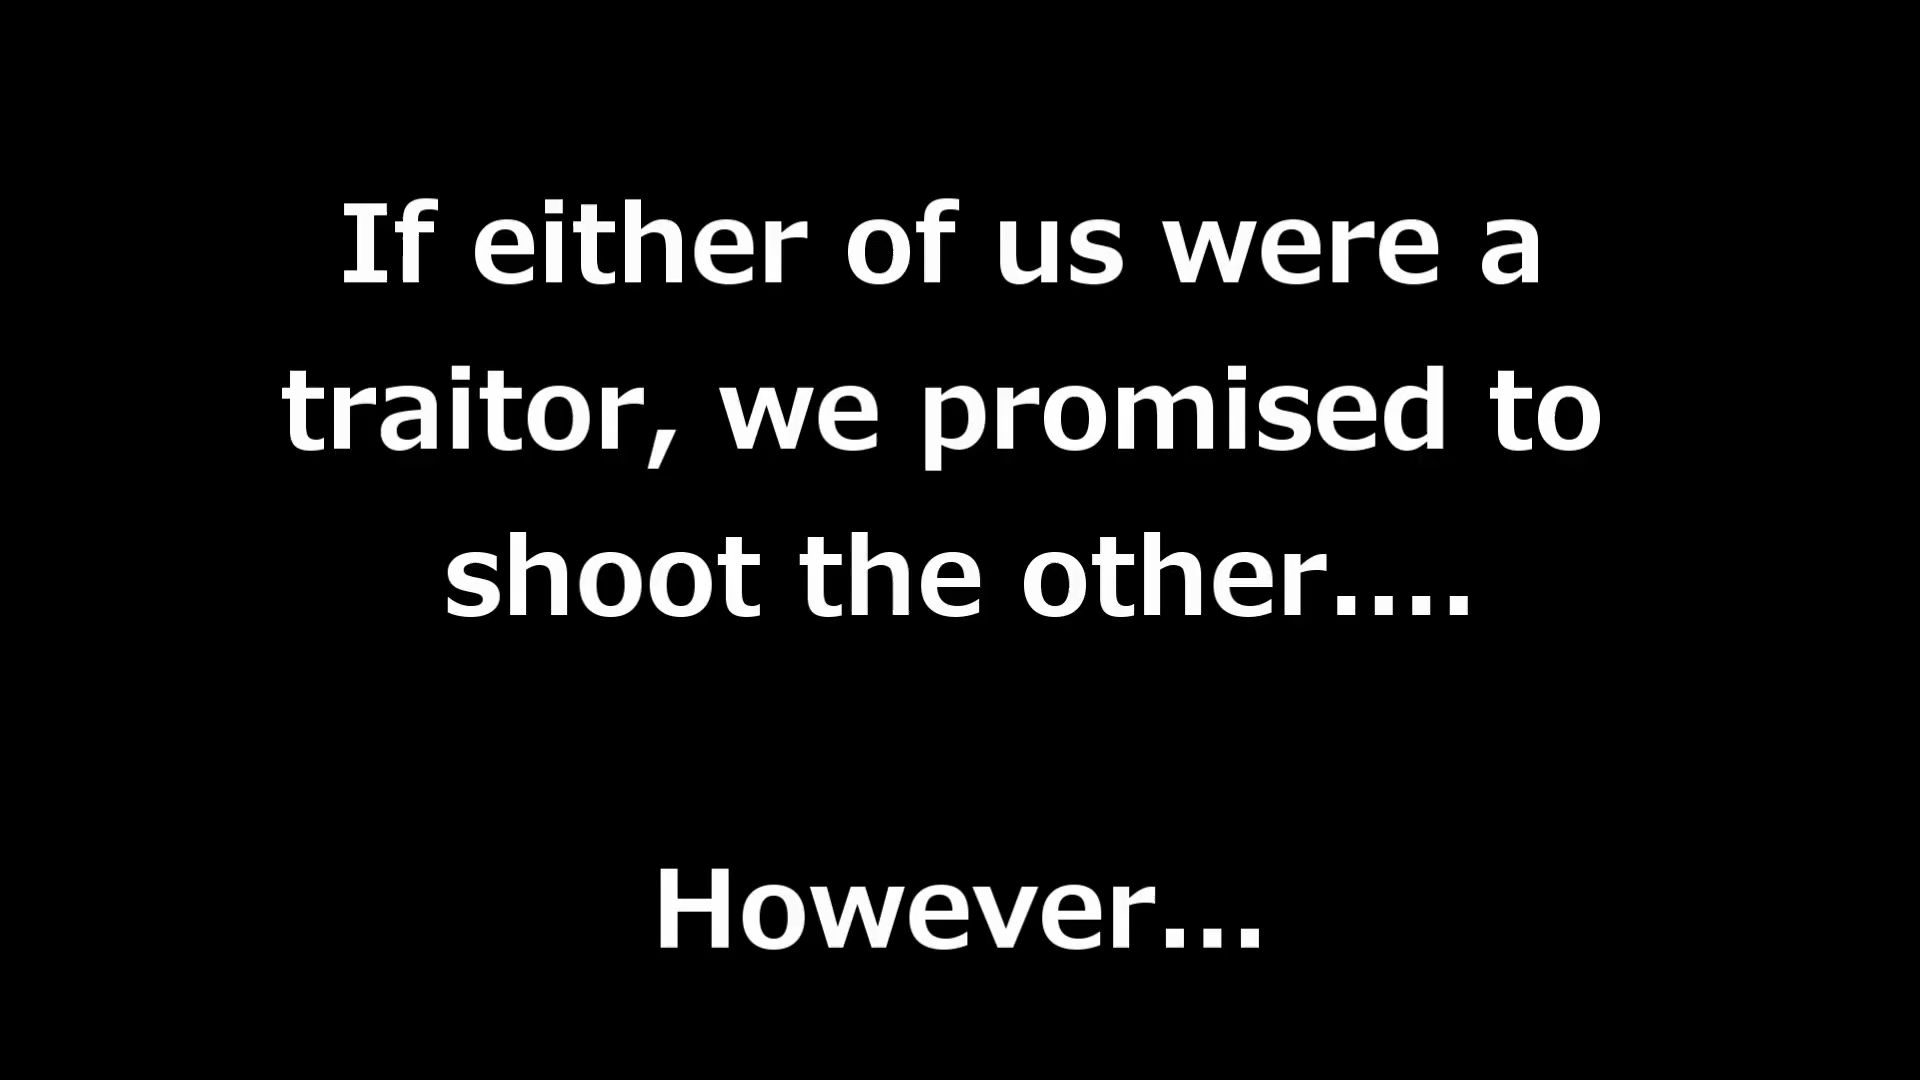 If either of us were a
traitor, we promised to
shoot the other....
However...